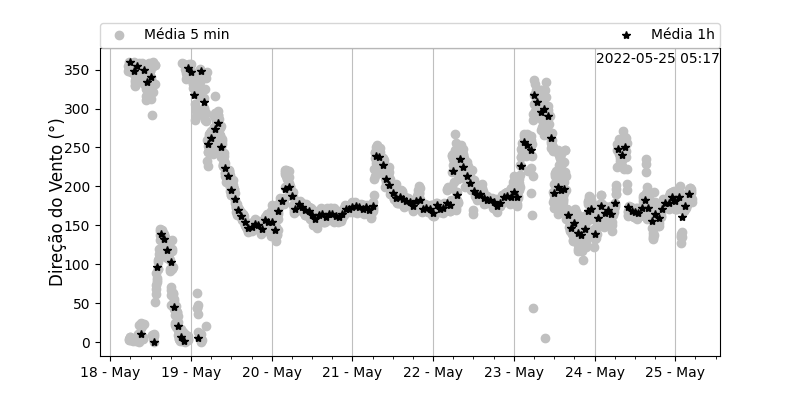 Média 5 min
Média 1h
2022-05-25 05:17
Direção do Vento (°)
350
300
250
200
150
100
50
0
18 - May
19 - May
20 - May
21 - May
22 - May
23 - May
24 - May
25 - May